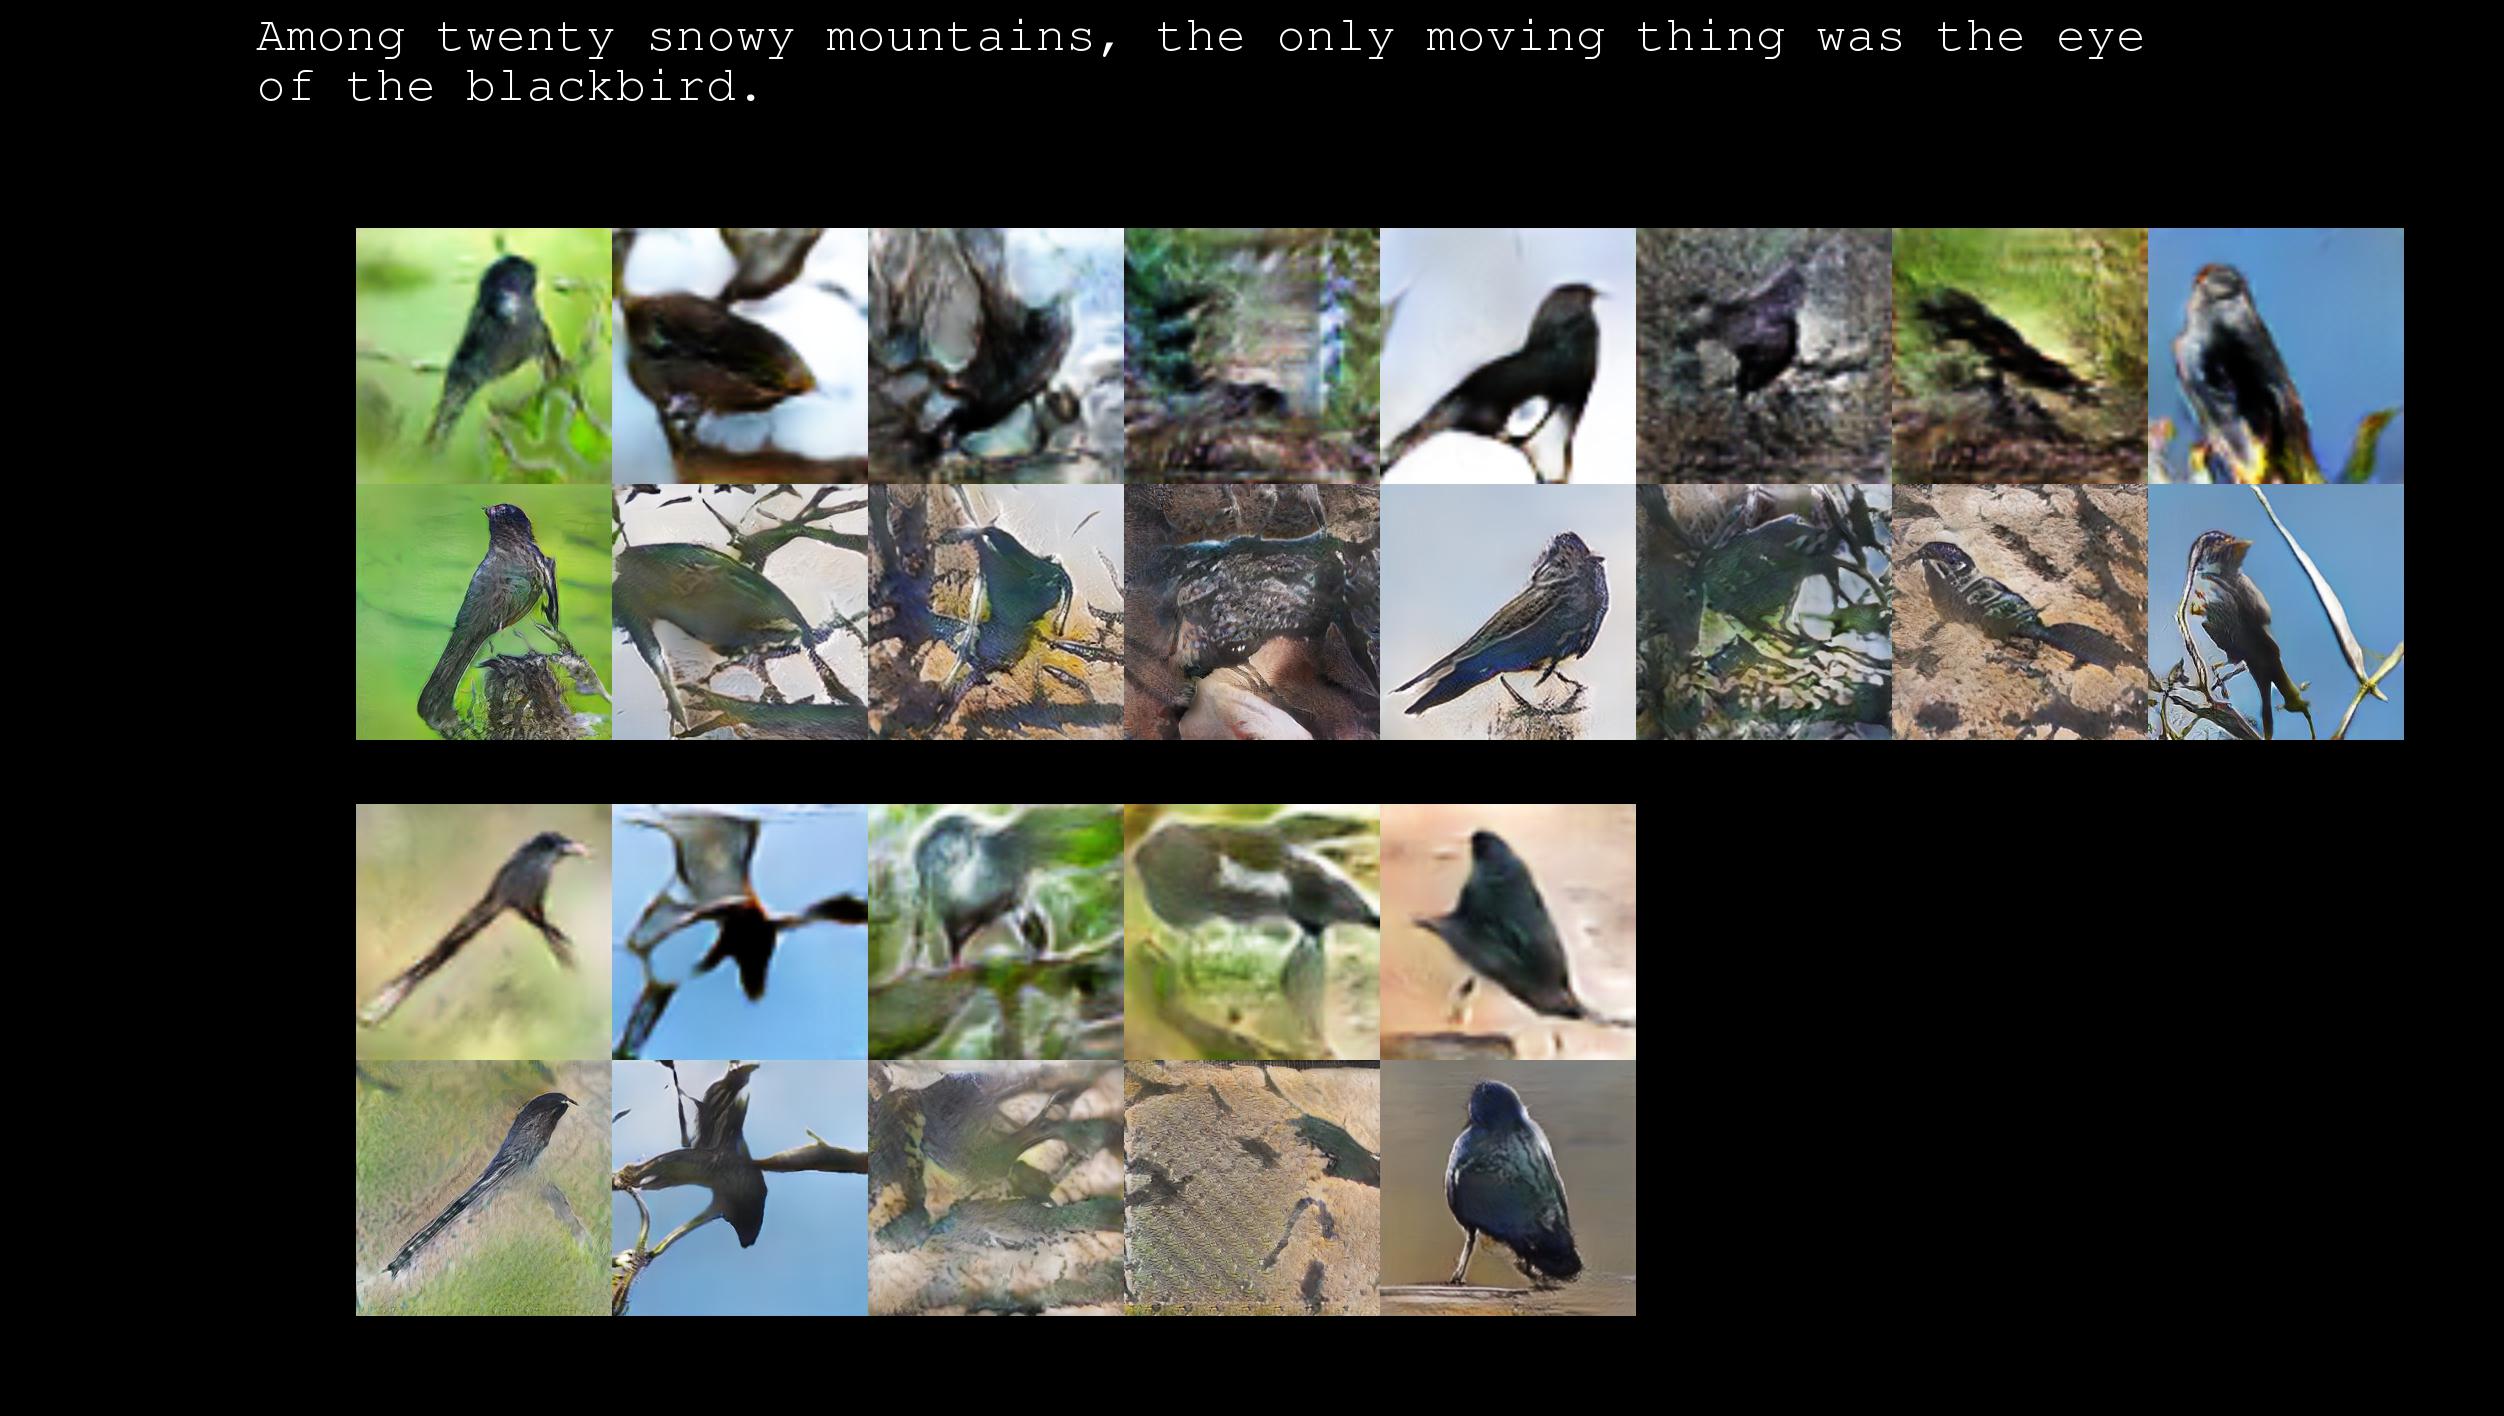 Among twenty snowy mountains, the only moving thing was the eye
of the blackbird.